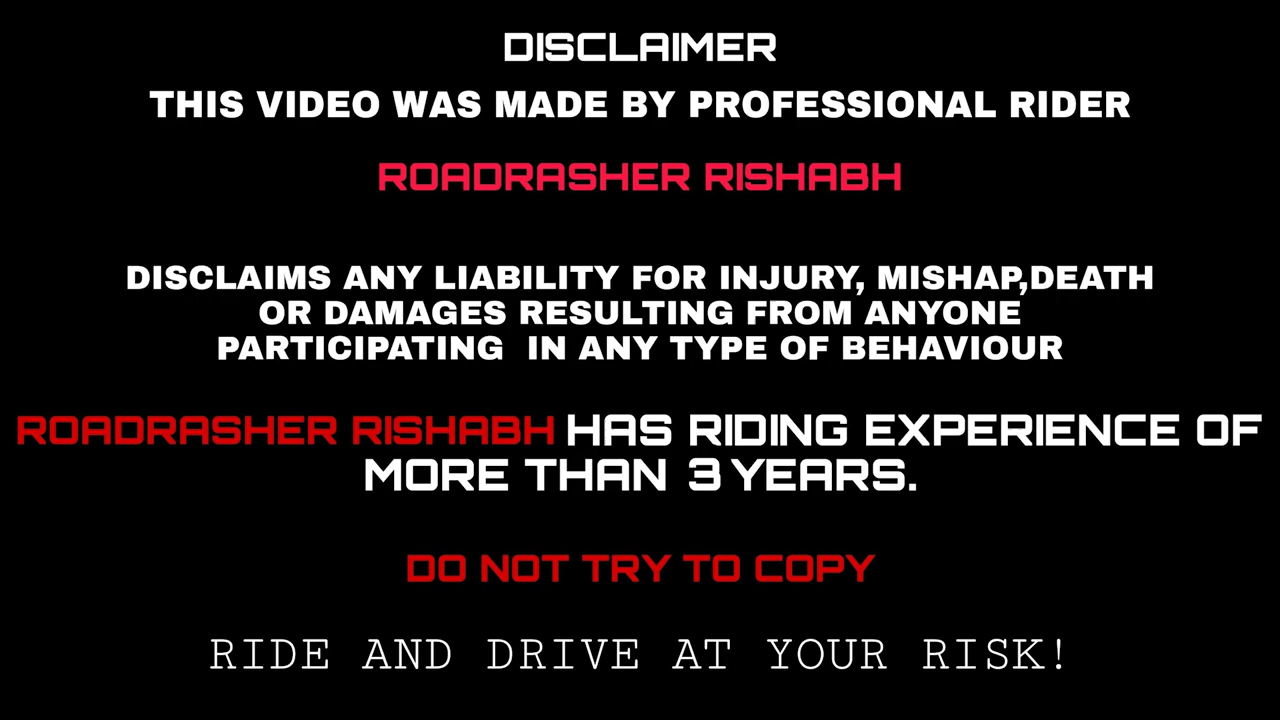 DISCLAIMER
THIS VIDEO WAS MADE BY PROFESSIONAL RIDER
ROADRASHER RISHABH
DISCLAIMS ANY LIABILITY FOR INJURY, MISHAP,DEATH
OR DAMAGES RESULTING FROM ANYONE
PARTICIPATING IN ANY TYPE OF BEHAVIOUR
ROADRASHER RISHABH HAS RIDING EXPERIENCE OF
MORE THAN 3 YEARS.
DO NOT TRY TO COPY
RIDE AND DRIVE AT YOUR RISK!